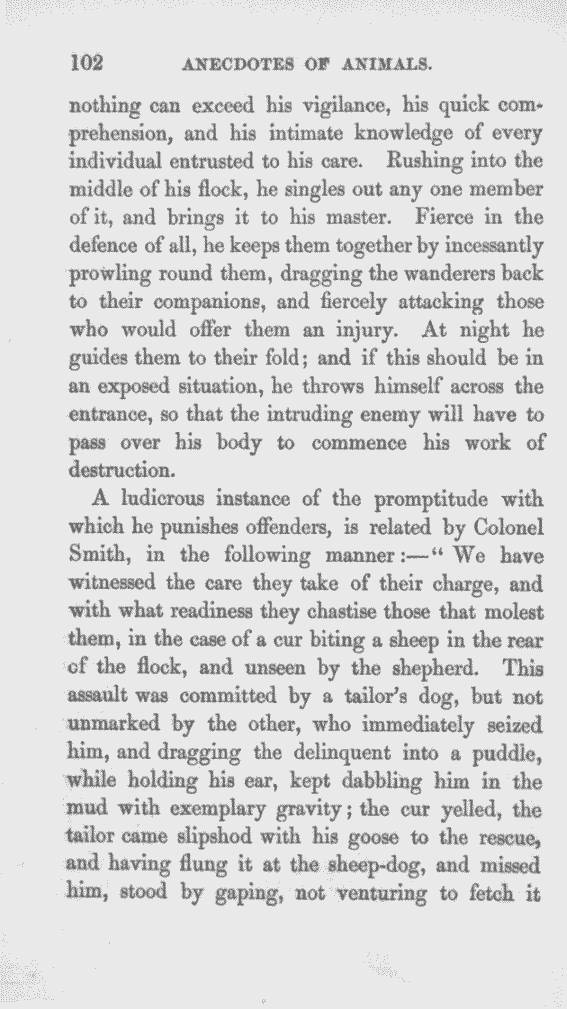 102 ANECDOTES OF ANIMALS.
nothing can exceed his vigilance, his quick com-
prehension, and his intimate knowledge of every
individual entrusted to his care. Rushing into the
middle of his flock, he singles out any one member
of it, and brings it to his master. Fierce in the
defence of all, he keeps them together by incessantly
prowling round them, dragging the wanderers back
to their companions, and fiercely attacking those
who would offer them an injury. At night he
guides them to their fold; and if this should be in
an exposed situation, he throws himself across the
entrance, so that the intruding enemy will have to
pass over his body to commence his work of
destruction.
A ludicrous instance of the promptitude with
which he punishes offenders, is related by Colonel
Smith, in the following manner:—" We have
witnessed the care they take of their charge, and
with what readiness they chastise those that molest
them, in the case of a cur biting a sheep in the rear
of the flock, and unseen by the shepherd. This
assault was committed by a tailor's dog, but not
unmarked by the other, who immediately seized
him, and dragging the delinquent into a puddle,
while holding his ear, kept dabbling him in the
mud with exemplary gravity; the cur yelled, the
tailor came slipshod with his goose to the rescue,
and having flung it at the sheep-dog, and missed
him, stood by gaping, not venturing to fetch it